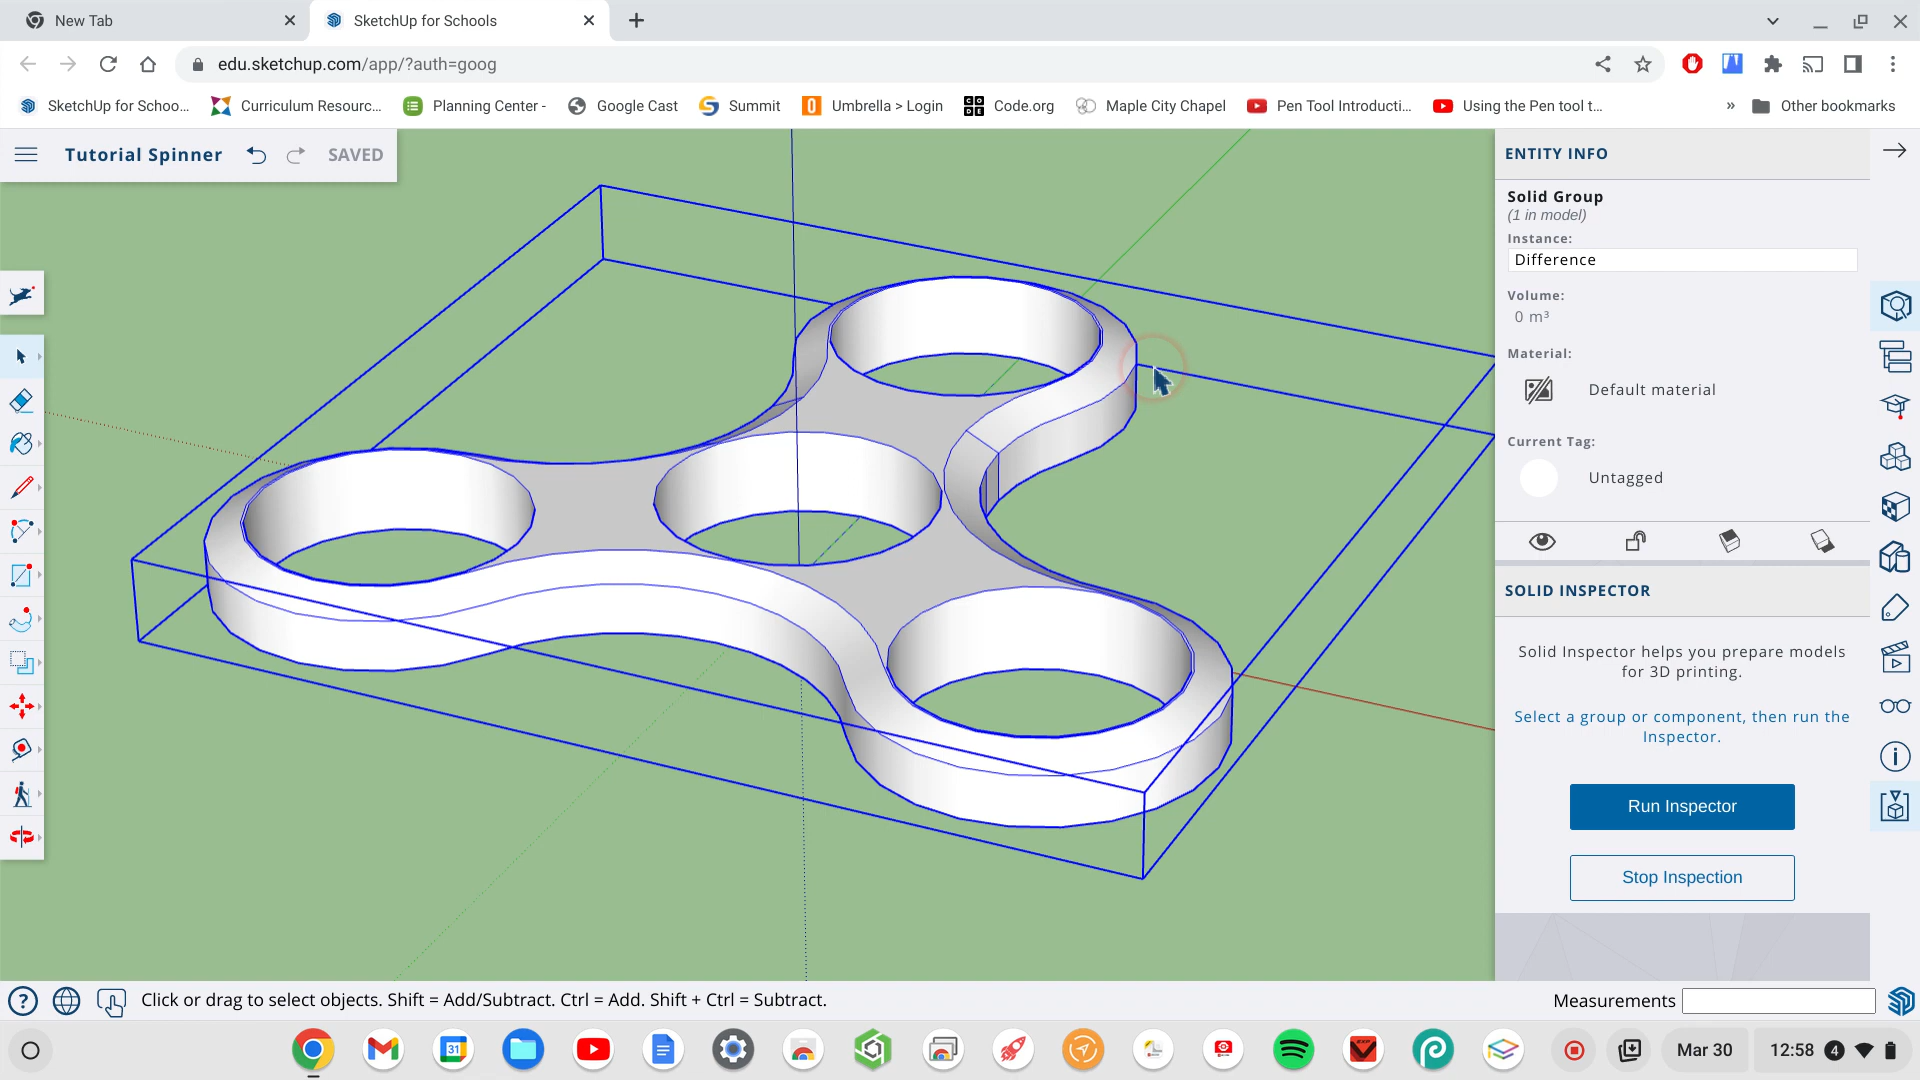 New Tab
SketchUp for Schools
edu.sketchup.com/app/?auth=goog
SketchUp for Schoo...
Curriculum Resourc...
Planning Center -
Google Cast
Summit
Umbrella > Login
CODE
Code.org
Maple City Chapel
Pen Tool Introducti...
Using the Pen tool t...
»
Other bookmarks
Tutorial Spinner
SAVED
ENTITY INFO
Solid Group
(1 in model)
Instance:
Difference
Volume:
0 m³
Material:
Default material
Current Tag:
Untagged
SOLID INSPECTOR
Solid Inspector helps you prepare models
for 3D printing.
Select a group or component, then run the
Inspector.
Run Inspector
Stop Inspection
Click or drag to select objects. Shift = Add/Subtract. Ctrl = Add. Shift + Ctrl = Subtract.
Measurements
31
EXP
Mar 30
12:58
4